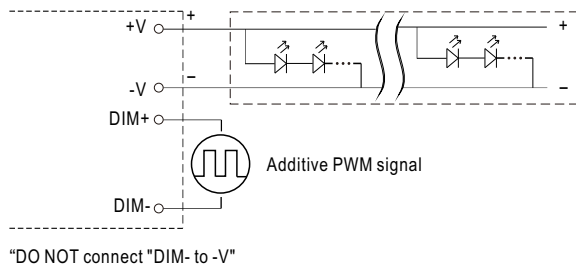 +V + +
-V – –
DIM+
Additive PWM signal
DIM-
“DO NOT connect "DIM- to -V"